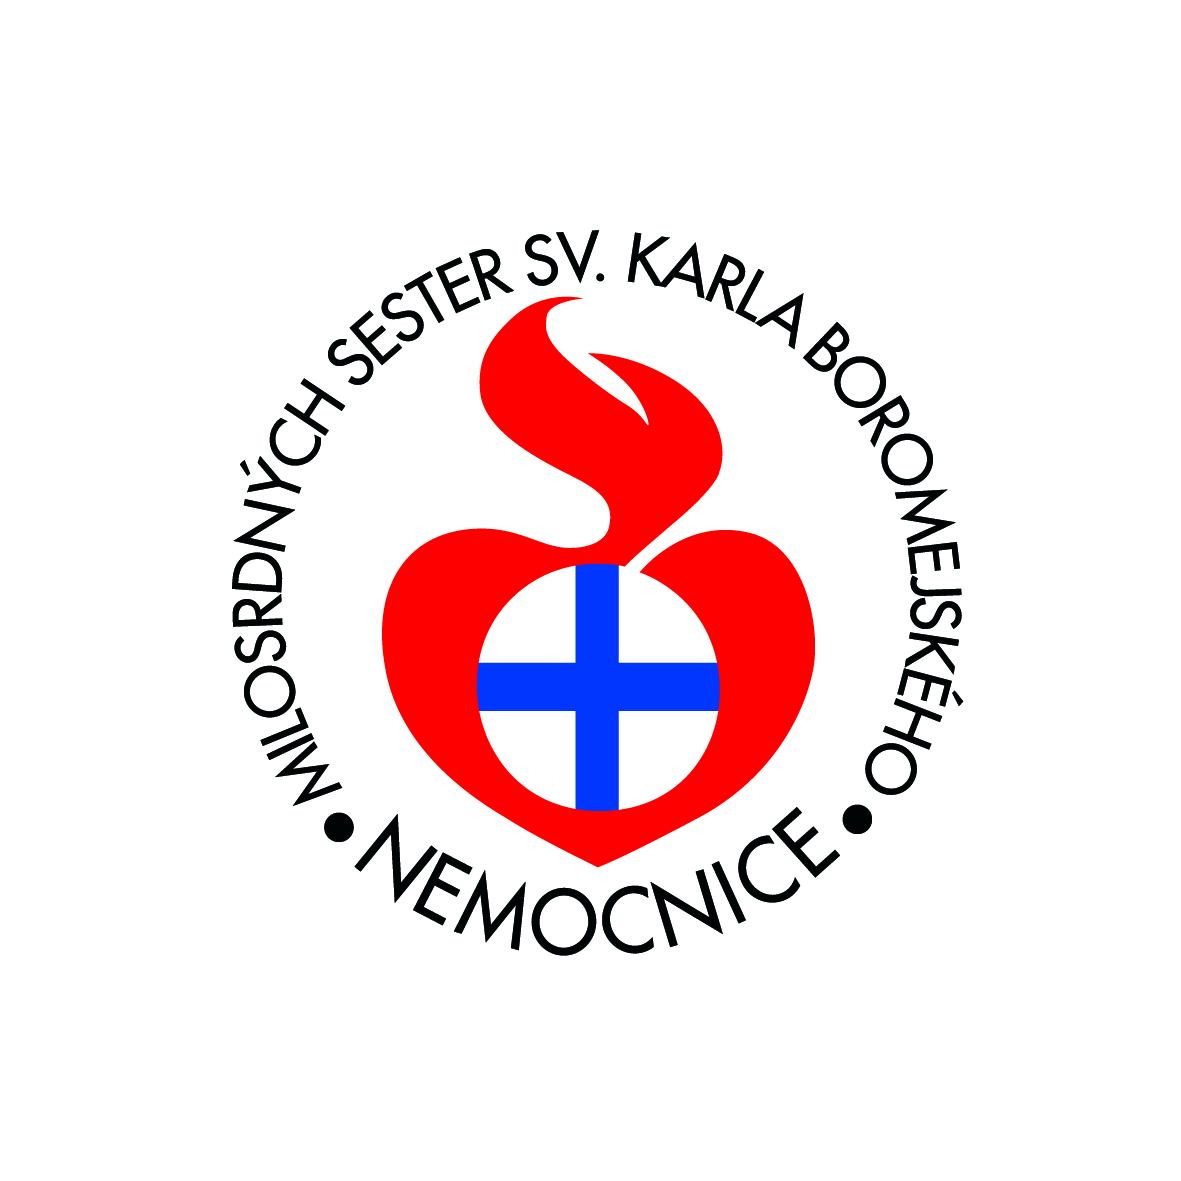 MILOSRDNÝCH SESTER SV. KARLA BOROMEJSKÉHO
• NEMOCNICE •